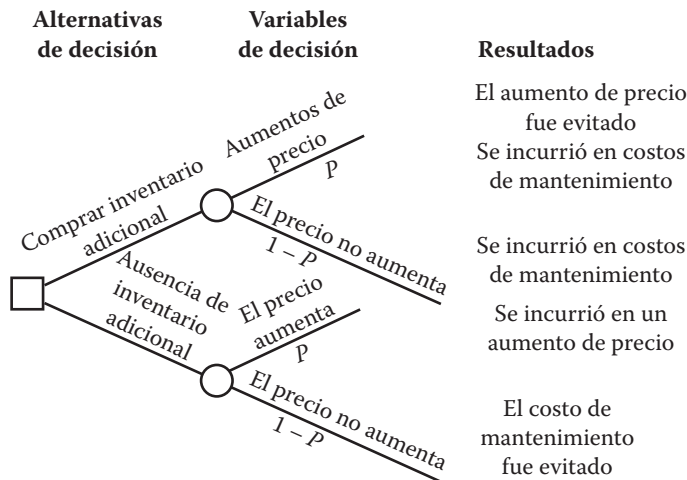 Alternativas
de decisión
Variables
de decisión
Resultados
Comprar inventario
adicional
Aumentos de
precio
P
El aumento de precio
fue evitado
Se incurrió en costos
de mantenimiento
El precio no aumenta
1 – P
Se incurrió en costos
de mantenimiento
Ausencia de
inventario
adicional
El precio
aumenta
P
Se incurrió en un
aumento de precio
El precio no aumenta
1 – P
El costo de
mantenimiento
fue evitado